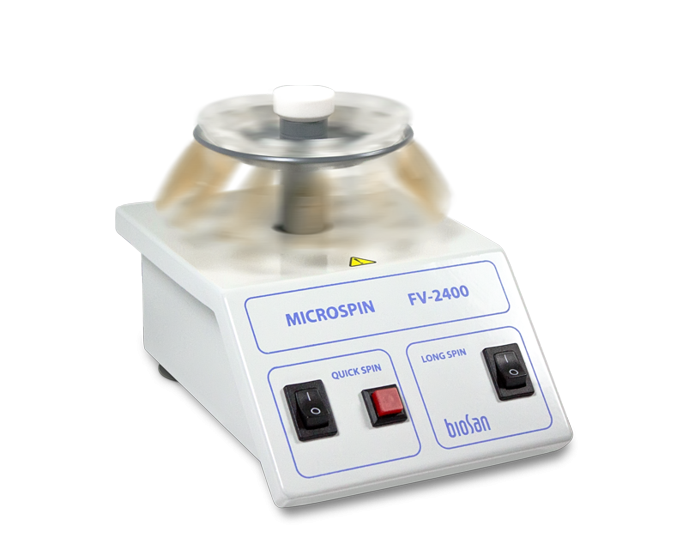 MICROSPIN FV-2400
QUICK SPIN
LONG SPIN
I
O
I
O
bioSan